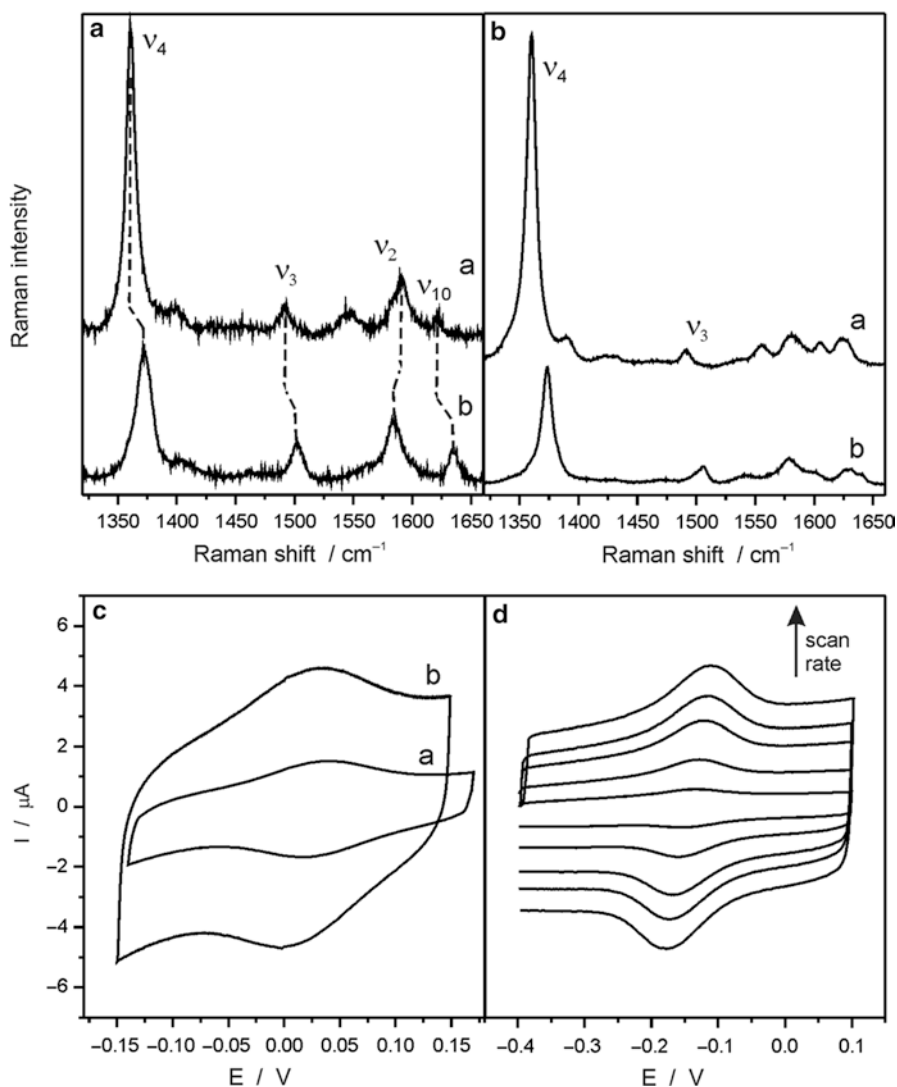 a
b
ν4
ν4
ν3
ν2
ν10
a
b
ν3
a
b
Raman intensity
1350 1400 1450 1500 1550 1600 1650
1350 1400 1450 1500 1550 1600 1650
Raman shift / cm–1
Raman shift / cm–1
c
d
scan
rate
b
a
6
4
2
0
–2
–4
–6
I / μA
–0.15 –0.10 –0.05 0.00 0.05 0.10 0.15
–0.4 –0.3 –0.2 –0.1 0.0 0.1
E / V
E / V